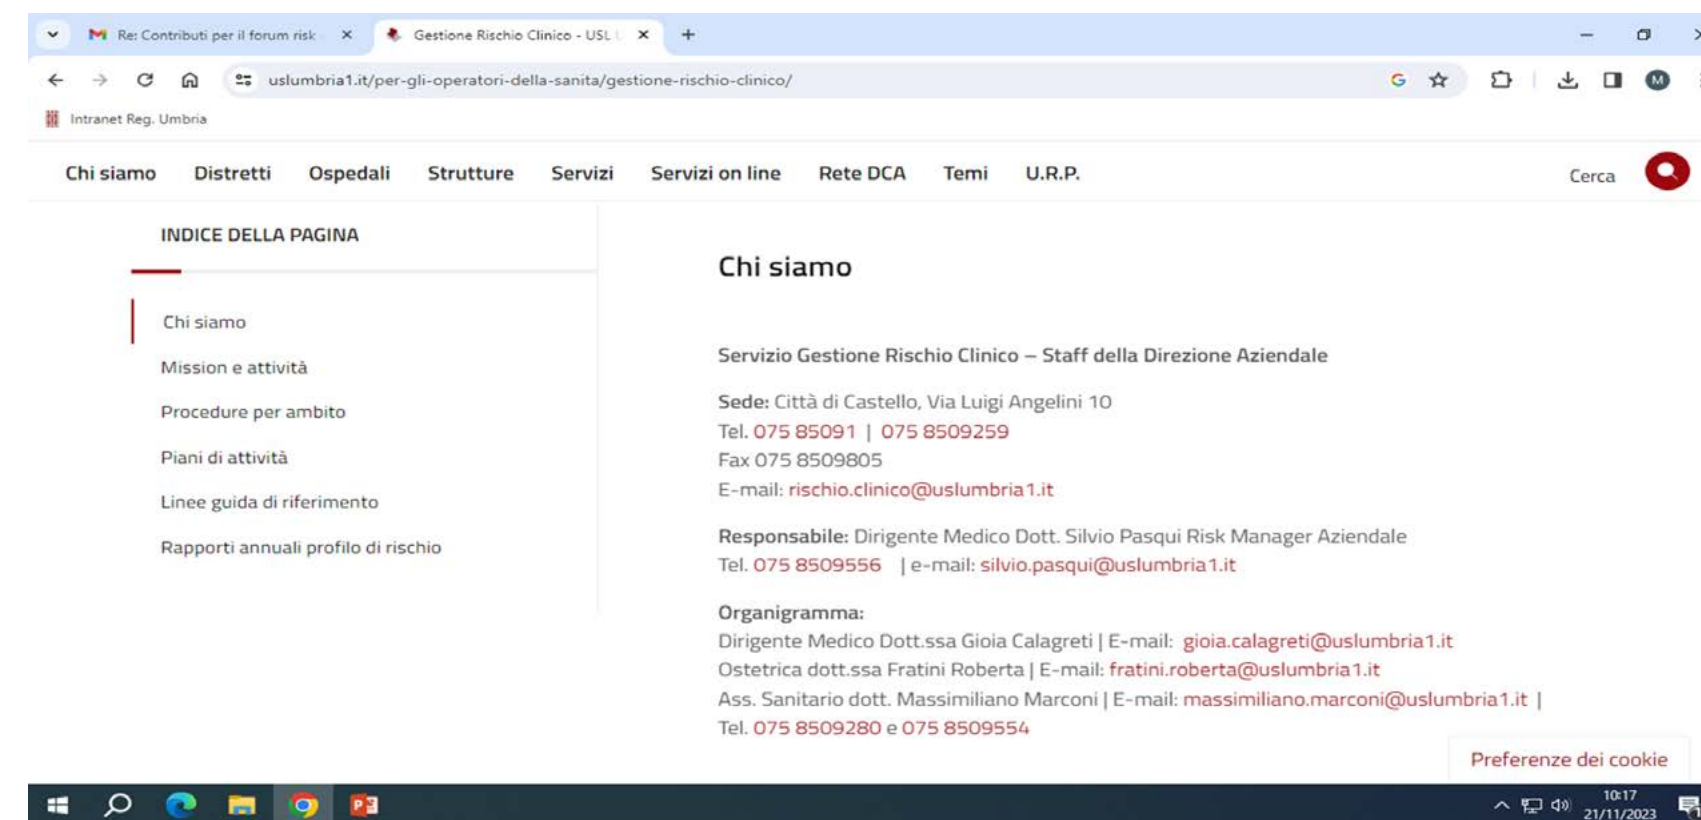 Re: Contributi per il forum risk
Gestione Rischio Clinico - USL
uslumbria1.it/per-gli-operatori-della-sanita/gestione-rischio-clinico/
M
Intranet Reg. Umbria
Chi siamo Distretti Ospedali Strutture Servizi Servizi on line Rete DCA Temi U.R.P. Cerca
INDICE DELLA PAGINA
Chi siamo
Mission e attività
Procedure per ambito
Piani di attività
Linee guida di riferimento
Rapporti annuali profilo di rischio
Chi siamo
Servizio Gestione Rischio Clinico – Staff della Direzione Aziendale
Sede: Città di Castello, Via Luigi Angelini 10
Tel. 075 85091 | 075 8509259
Fax 075 8509805
E-mail: rischio.clinico@uslumbria1.it
Responsabile: Dirigente Medico Dott. Silvio Pasqui Risk Manager Aziendale
Tel. 075 8509556 | e-mail: silvio.pasqui@uslumbria1.it
Organigramma:
Dirigente Medico Dott.ssa Gioia Calagreti | E-mail: gioia.calagreti@uslumbria1.it
Ostetrica dott.ssa Fratini Roberta | E-mail: fratini.roberta@uslumbria1.it
Ass. Sanitario dott. Massimiliano Marconi | E-mail: massimiliano.marconi@uslumbria1.it |
Tel. 075 8509280 e 075 8509554
Preferenze dei cookie
10:17
21/11/2023